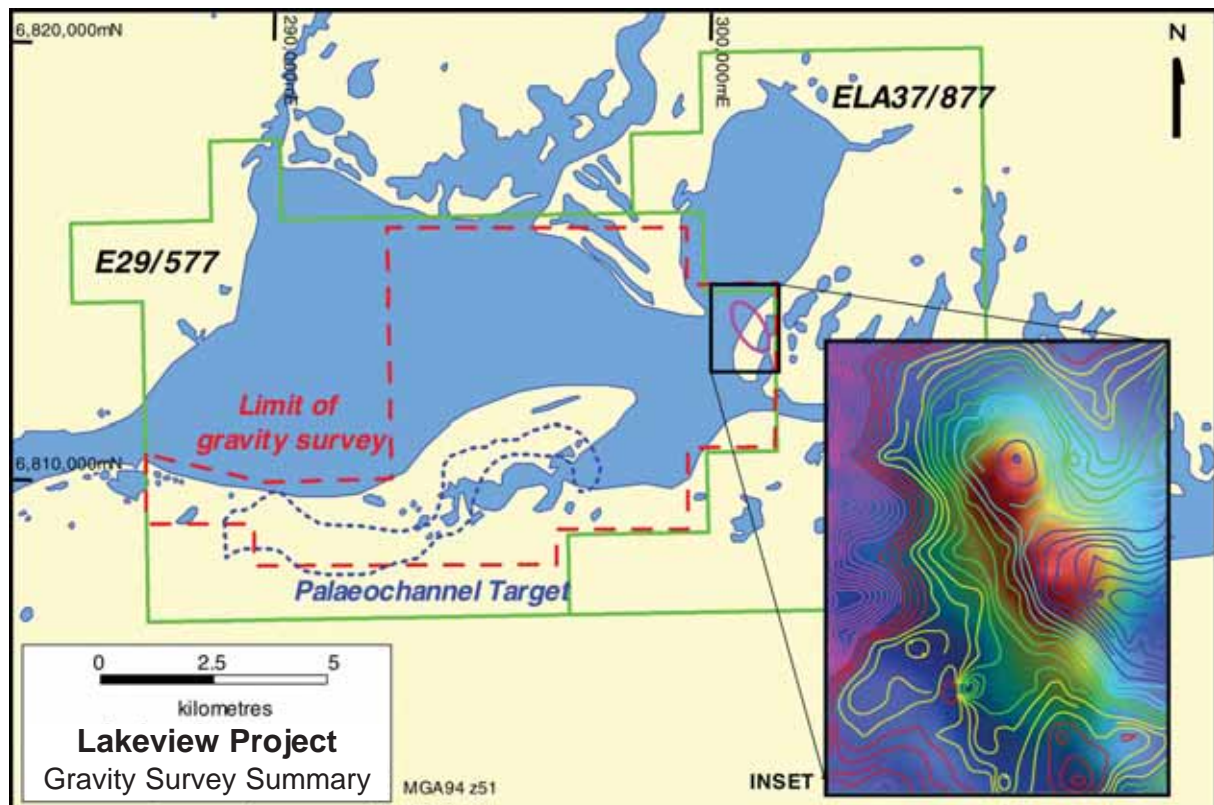 6,820,000mN
290,000mE
300,000mE
N
ELA37/877
E29/577
Limit of
gravity survey
6,810,000mN
Palaeochannel Target
0 2.5 5
kilometres
Lakeview Project
Gravity Survey Summary
MGA94 z51
INSET